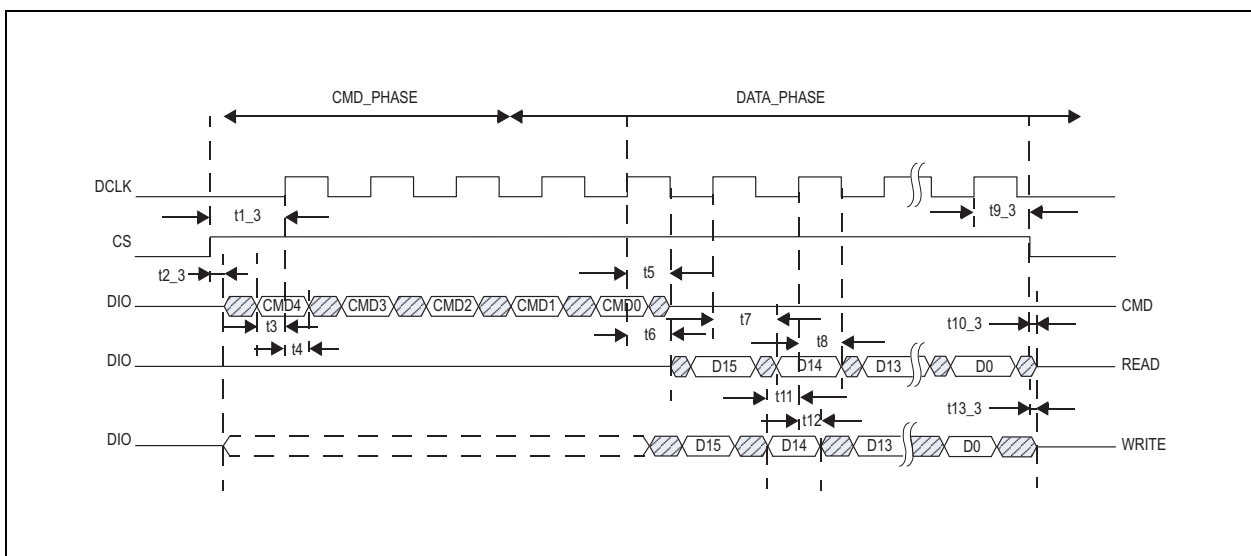 CMD_PHASE DATA_PHASE
DCLK
t1_3 t9_3
CS
t2_3 t5
DIO CMD4 CMD3 CMD2 CMD1 CMD0 CMD
t3 t6 t7 t10_3
t4 t8
DIO D15 D14 D13 D0 READ
t11 t13_3
t12
DIO D15 D14 D13 D0 WRITE